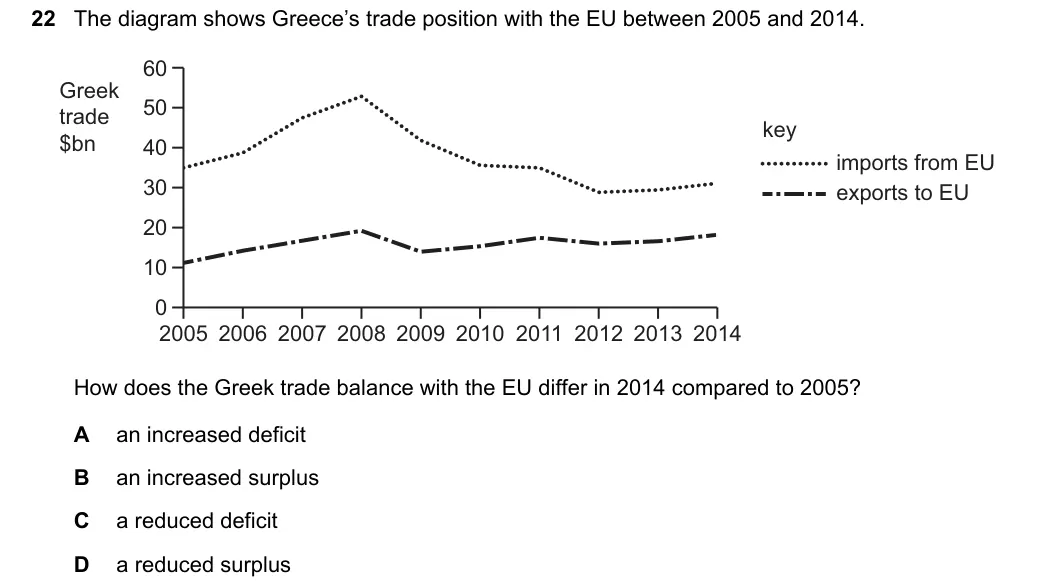 22 The diagram shows Greece’s trade position with the EU between 2005 and 2014.
Greek
trade
$bn
60
50
40
30
20
10
0
2005 2006 2007 2008 2009 2010 2011 2012 2013 2014
key
imports from EU
exports to EU
How does the Greek trade balance with the EU differ in 2014 compared to 2005?
A an increased deficit
B an increased surplus
C a reduced deficit
D a reduced surplus